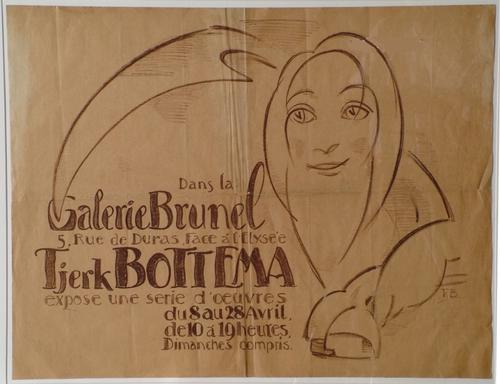 Dans la
Galerie Brunel
5, Rue de Duras, Face à l'Elysée
Tjerk BOTTEMA
expose une serie d'oeuvres
du 8 au 28 Avril,
de 10 à 19 heures,
Dimanches compris.
T.B.